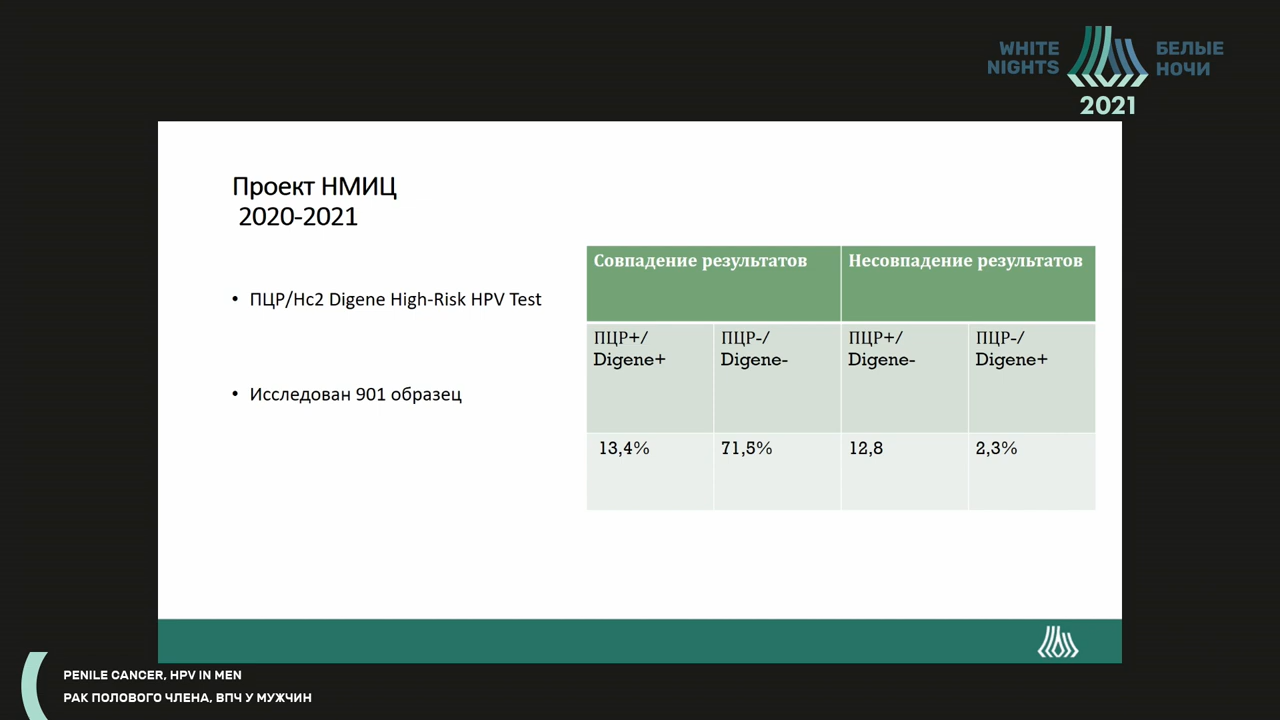 WHITE
NIGHTS
БЕЛЫЕ
НОЧИ
2021
Проект НМИЦ
2020-2021
• ПЦР/Hc2 Digene High-Risk HPV Test
• Исследован 901 образец
Совпадение результатов
Несовпадение результатов
ПЦР+/
Digene+
ПЦР-/
Digene-
ПЦР+/
Digene-
ПЦР-/
Digene+
13,4%
71,5%
12,8
2,3%
PENILE CANCER, HPV IN MEN
РАК ПОЛОВОГО ЧЛЕНА, ВПЧ У МУЖЧИН